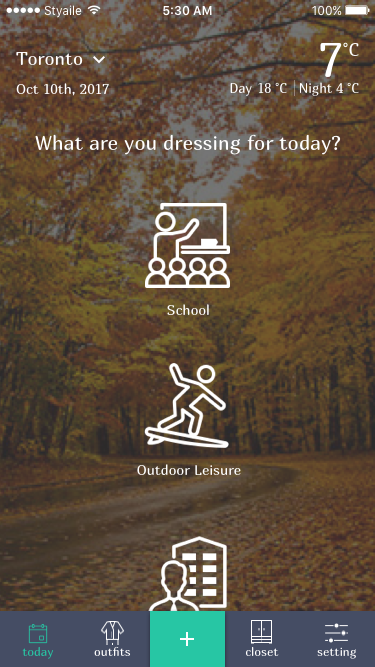 Styaile 5:30 AM 100%
Toronto 7°C
Oct 10th, 2017 Day 18 °C | Night 4 °C
What are you dressing for today?
School
Outdoor Leisure
today outfits + closet setting